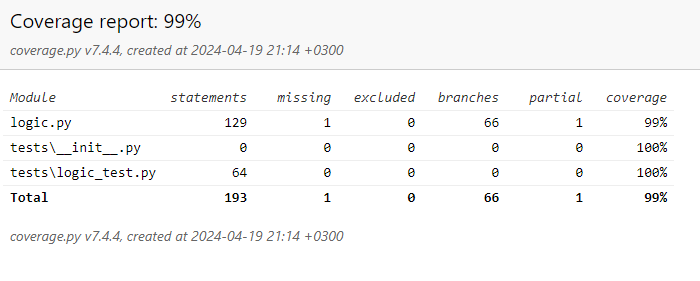 Coverage report: 99%
coverage.py v7.4.4, created at 2024-04-19 21:14 +0300
Module statements missing excluded branches partial coverage
logic.py 129 1 0 66 1 99%
tests\__init__.py 0 0 0 0 0 100%
tests\logic_test.py 64 0 0 0 0 100%
Total 193 1 0 66 1 99%
coverage.py v7.4.4, created at 2024-04-19 21:14 +0300